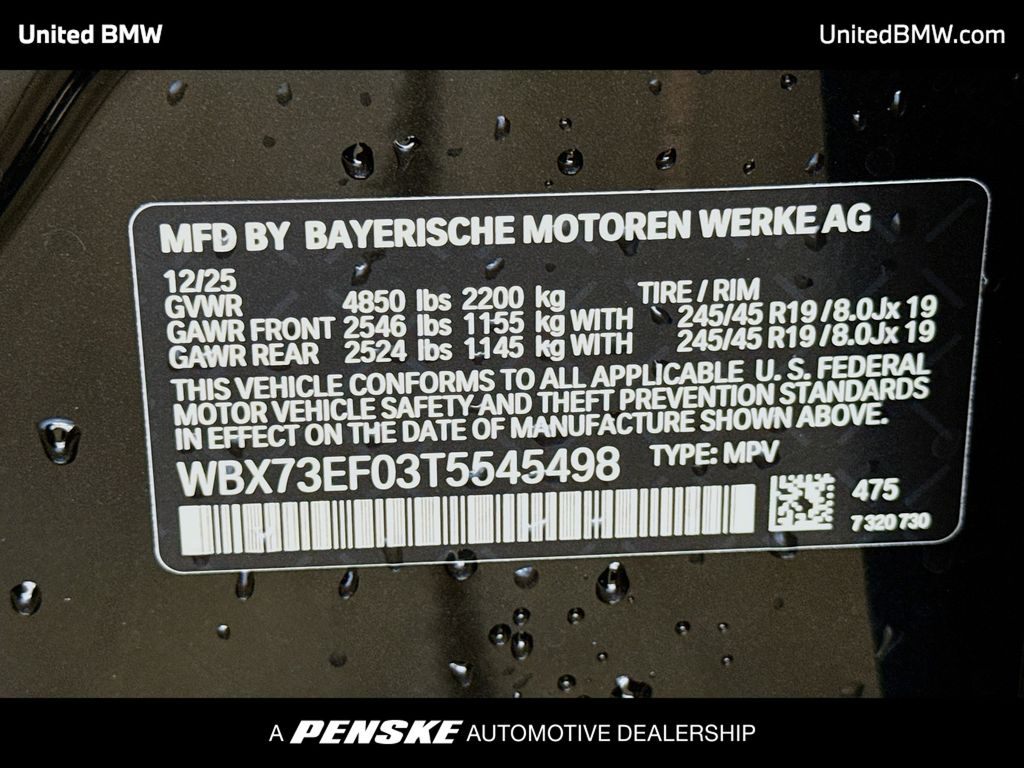 United BMW
UnitedBMW.com
MFD BY BAYERISCHE MOTOREN WERKE AG
12/25
GVWR 4850 lbs 2200 kg TIRE / RIM
GAWR FRONT 2546 lbs 1155 kg WITH 245/45 R19 / 8.0Jx 19
GAWR REAR 2524 lbs 1145 kg WITH 245/45 R19 / 8.0Jx 19
THIS VEHICLE CONFORMS TO ALL APPLICABLE U. S. FEDERAL
MOTOR VEHICLE SAFETY AND THEFT PREVENTION STANDARDS
IN EFFECT ON THE DATE OF MANUFACTURE SHOWN ABOVE.
WBX73EF03T5545498 TYPE: MPV
475
7 320 730
A PENSKE AUTOMOTIVE DEALERSHIP